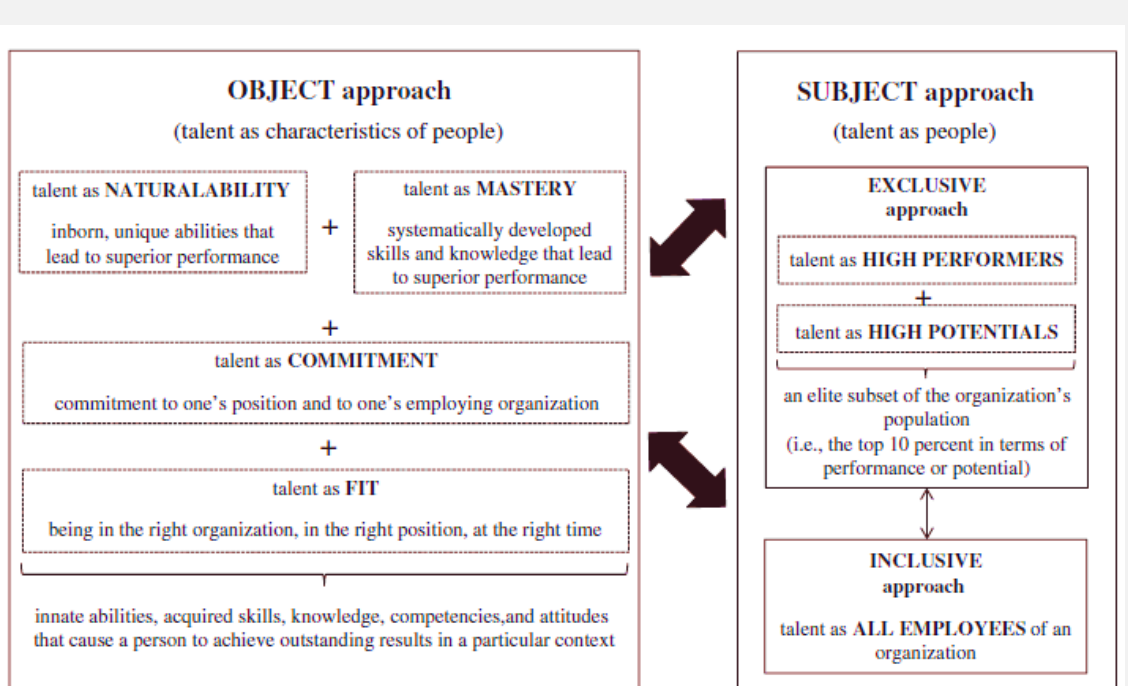 OBJECT approach
(talent as characteristics of people)
talent as NATURALABILITY
inborn, unique abilities that
lead to superior performance
+
talent as MASTERY
systematically developed
skills and knowledge that lead
to superior performance
+
talent as COMMITMENT
commitment to one's position and to one's employing organization
+
talent as FIT
being in the right organization, in the right position, at the right time
innate abilities, acquired skills, knowledge, competencies,and attitudes
that cause a person to achieve outstanding results in a particular context
SUBJECT approach
(talent as people)
EXCLUSIVE
approach
talent as HIGH PERFORMERS
+
talent as HIGH POTENTIALS
an elite subset of the organization's
population
(i.e., the top 10 percent in terms of
performance or potential)
INCLUSIVE
approach
talent as ALL EMPLOYEES of an
organization